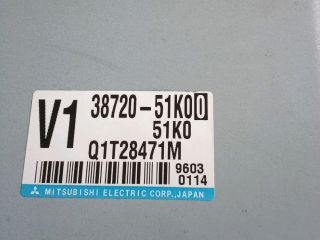 V1 38720-51K00
51K0
Q1T28471M
9603
0114
MITSUBISHI ELECTRIC CORP., JAPAN